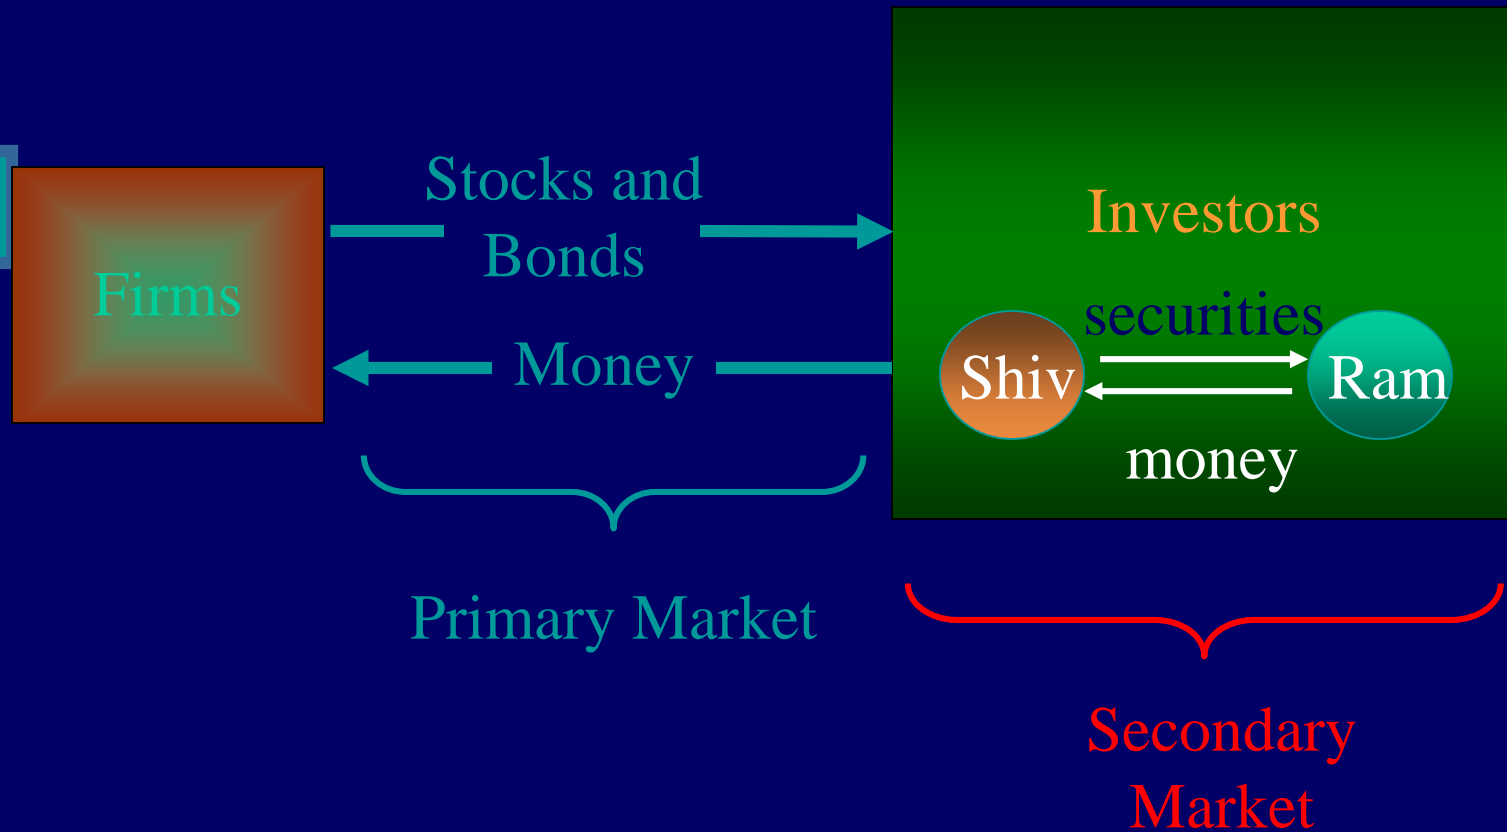 Stocks and
Bonds
Firms
Money
Primary Market
Investors
securities
Shiv
Ram
money
Secondary
Market